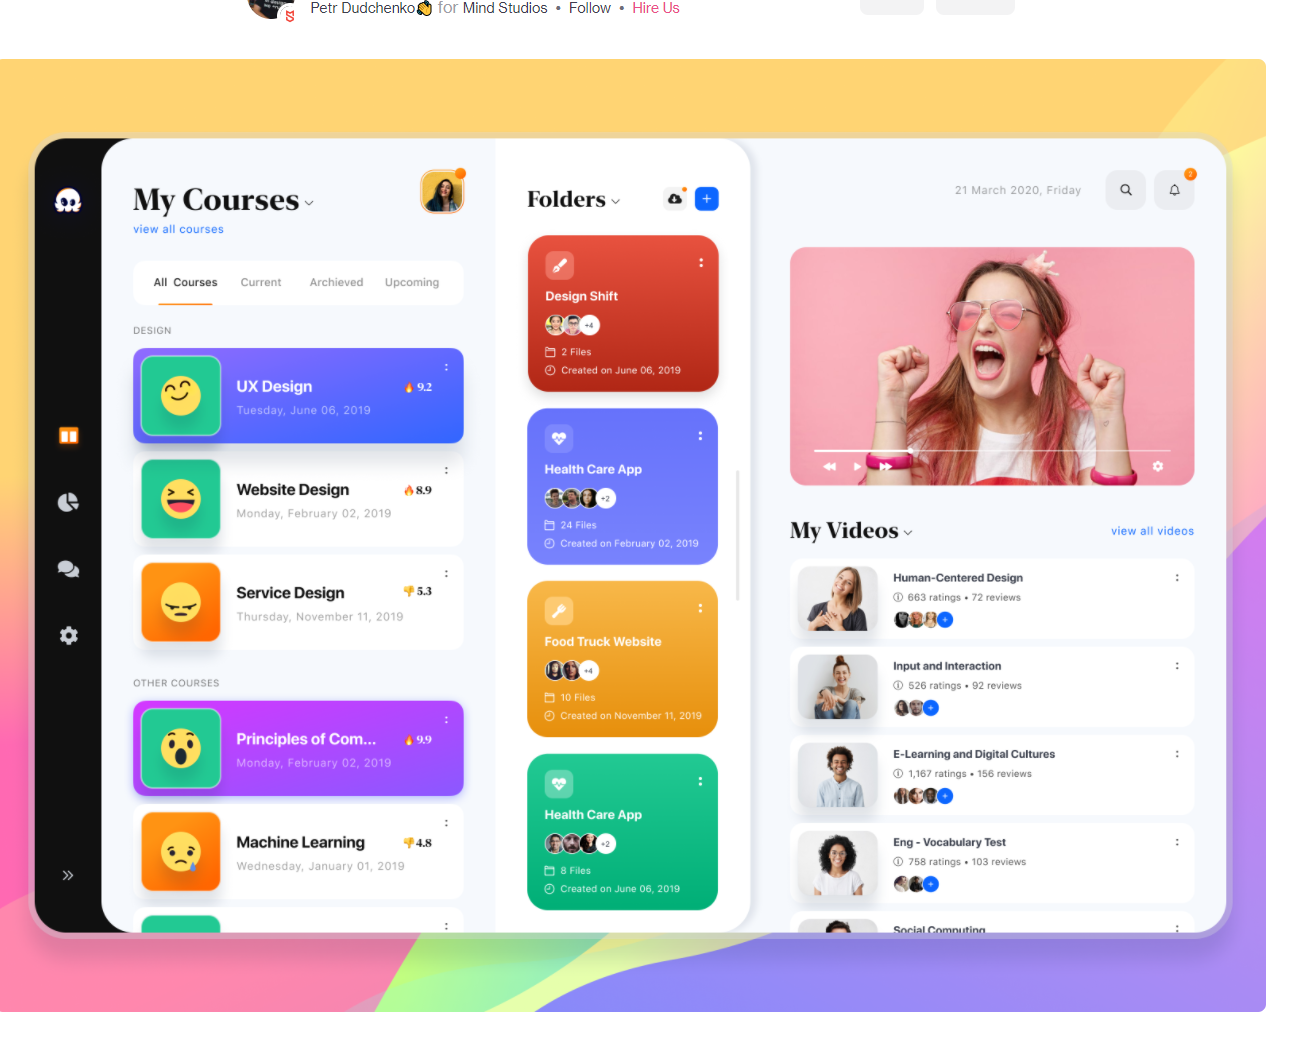 Petr Dudchenko👏 for Mind Studios • Follow • Hire Us
My Courses
view all courses
All Courses
Current
Archieved
Upcoming
DESIGN
UX Design
🔥 9.2
Tuesday, June 06, 2019
Website Design
🔥 8.9
Monday, February 02, 2019
Service Design
👎 5.3
Thursday, November 11, 2019
OTHER COURSES
Principles of Com...
🔥 9.9
Monday, February 02, 2019
Machine Learning
👎 4.8
Wednesday, January 01, 2019
Folders
Design Shift
+4
2 Files
Created on June 06, 2019
Health Care App
+2
24 Files
Created on February 02, 2019
Food Truck Website
+4
10 Files
Created on November 11, 2019
Health Care App
+2
8 Files
Created on June 06, 2019
21 March 2020, Friday
7
My Videos
view all videos
Human-Centered Design
663 ratings • 72 reviews
Input and Interaction
526 ratings • 92 reviews
E-Learning and Digital Cultures
1,167 ratings • 156 reviews
Eng - Vocabulary Test
758 ratings • 103 reviews
Social Computing